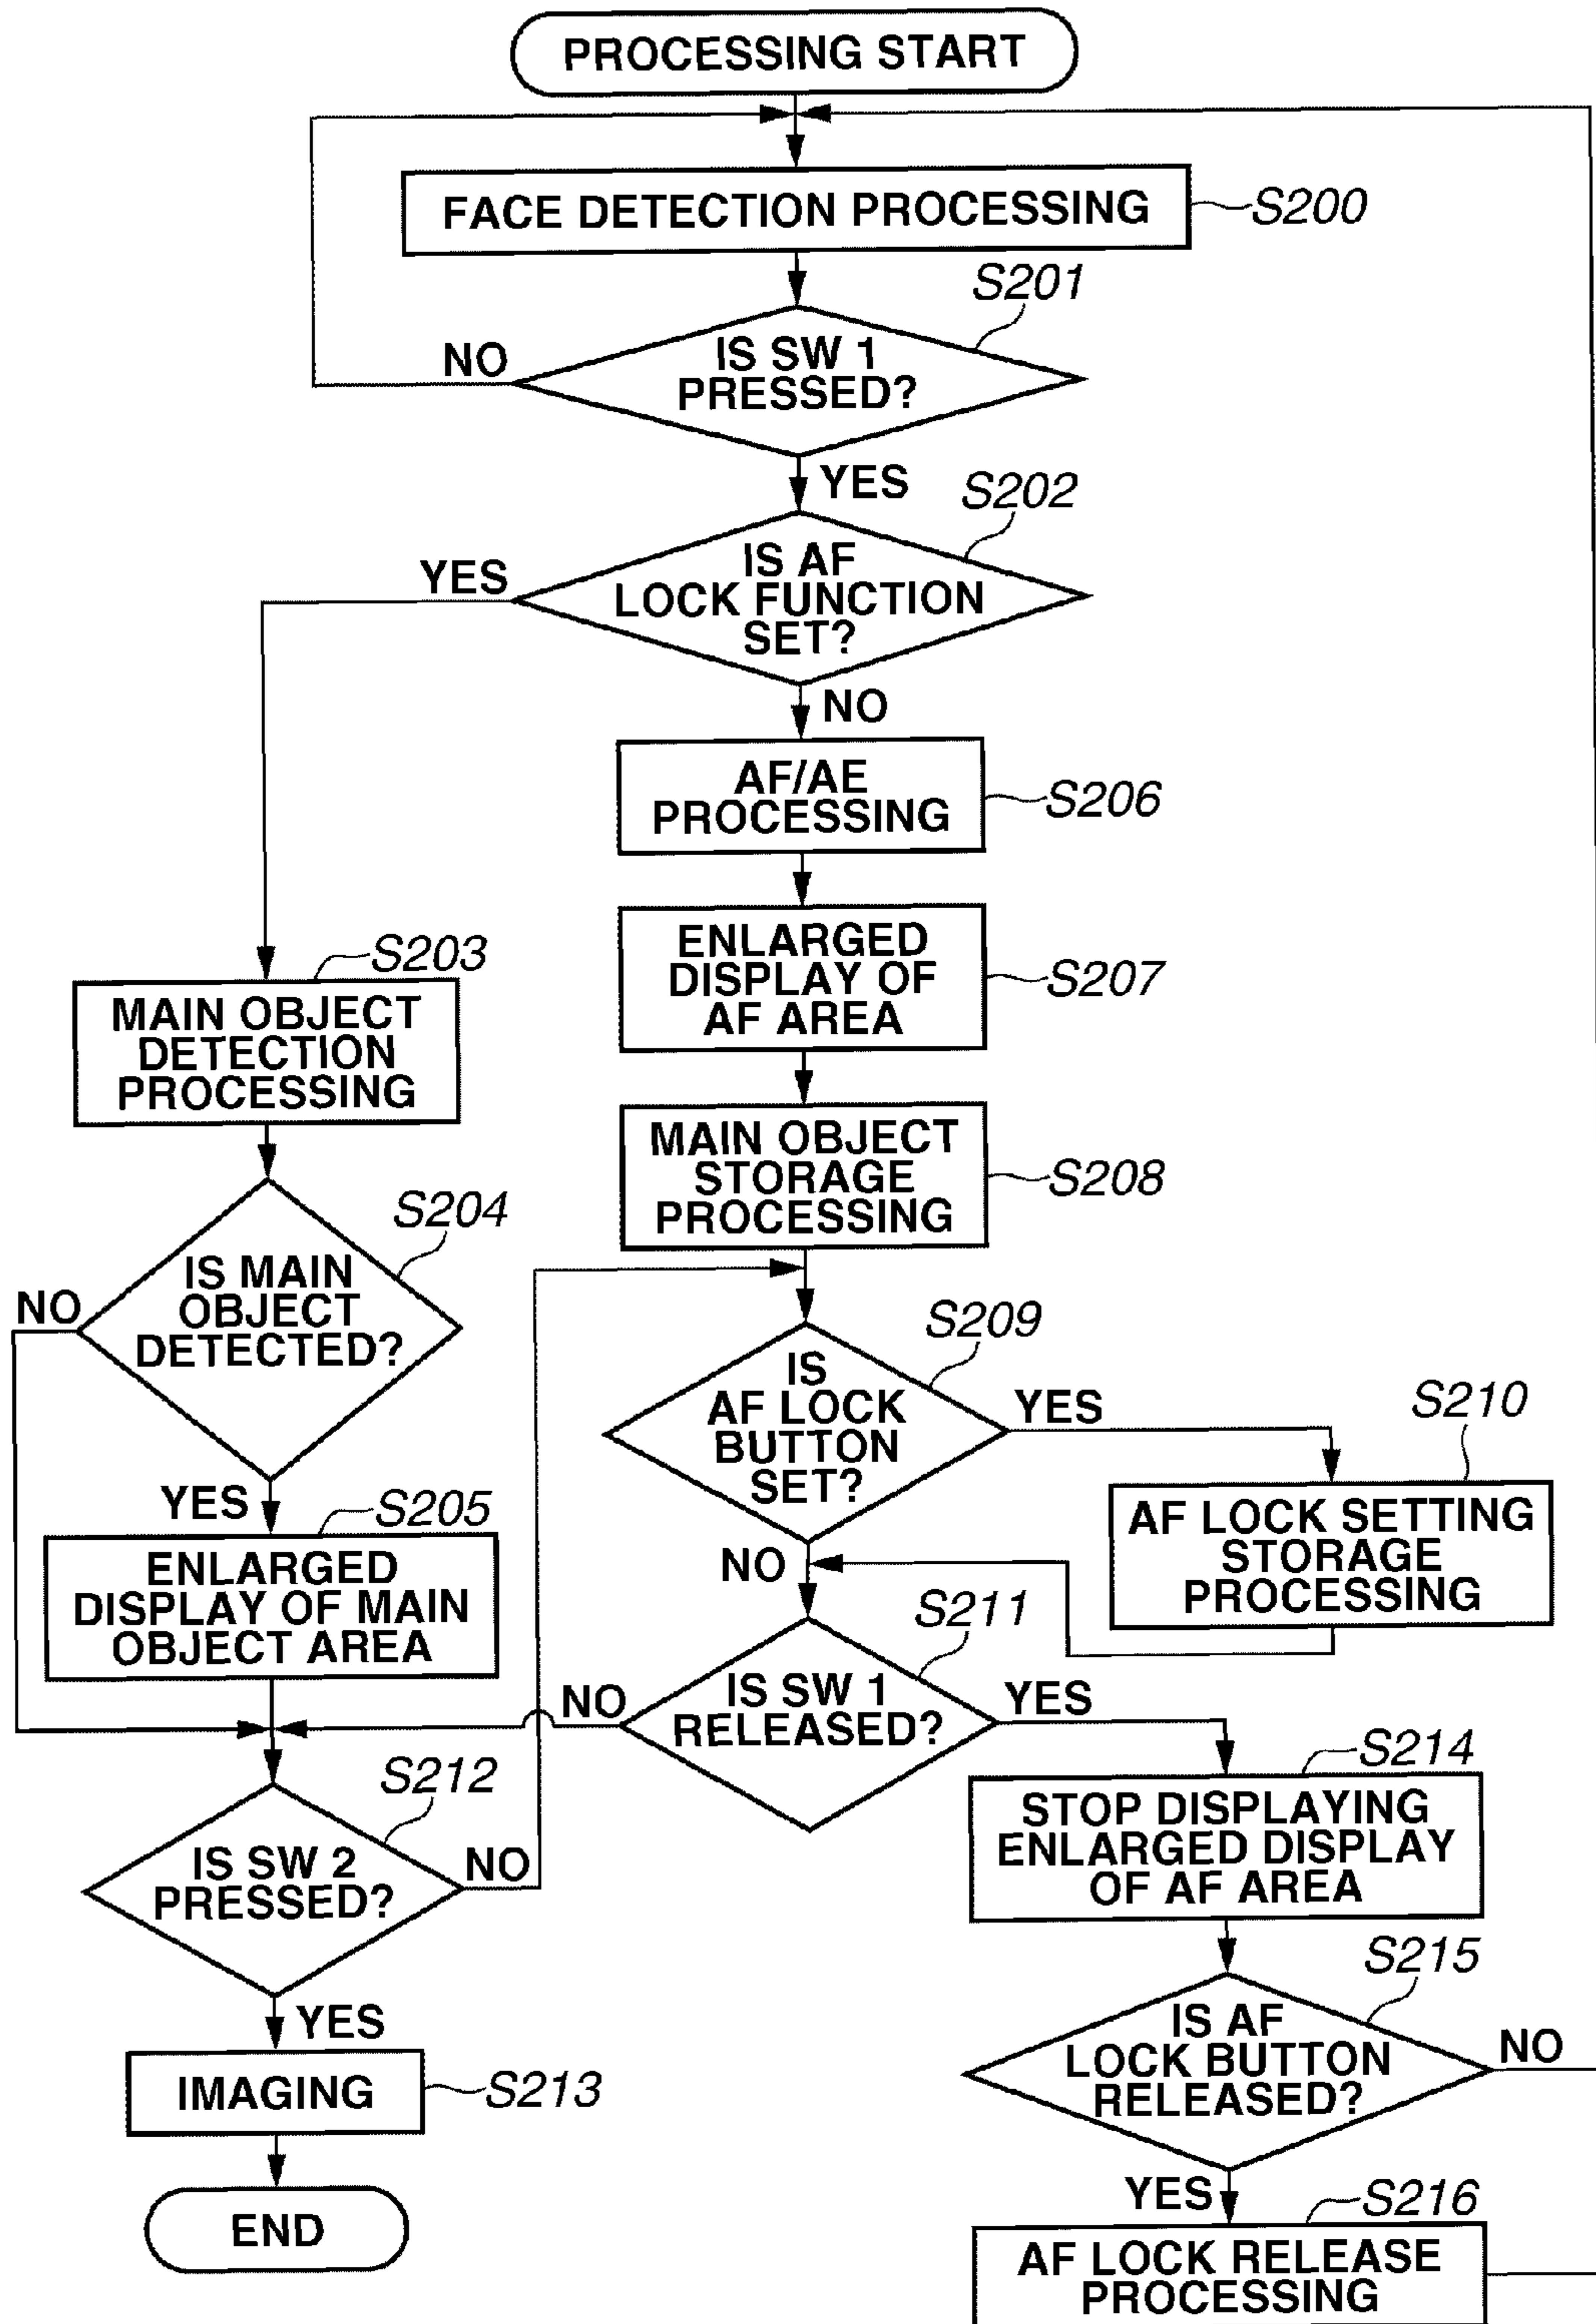 PROCESSING START
FACE DETECTION PROCESSING
S200
S201
IS SW 1
PRESSED?
NO
YES
S202
IS AF
LOCK FUNCTION
SET?
YES
NO
AF/AE
PROCESSING
S206
ENLARGED
DISPLAY OF
AF AREA
S207
S203
MAIN OBJECT
DETECTION
PROCESSING
MAIN OBJECT
STORAGE
PROCESSING
S208
S204
IS MAIN
OBJECT
DETECTED?
NO
YES
S205
ENLARGED
DISPLAY OF MAIN
OBJECT AREA
S209
IS
AF LOCK
BUTTON
SET?
YES
NO
S210
AF LOCK SETTING
STORAGE
PROCESSING
S211
IS SW 1
RELEASED?
NO
YES
S212
IS SW 2
PRESSED?
NO
YES
IMAGING
S213
END
S214
STOP DISPLAYING
ENLARGED DISPLAY
OF AF AREA
S215
IS AF
LOCK BUTTON
RELEASED?
NO
YES
S216
AF LOCK RELEASE
PROCESSING